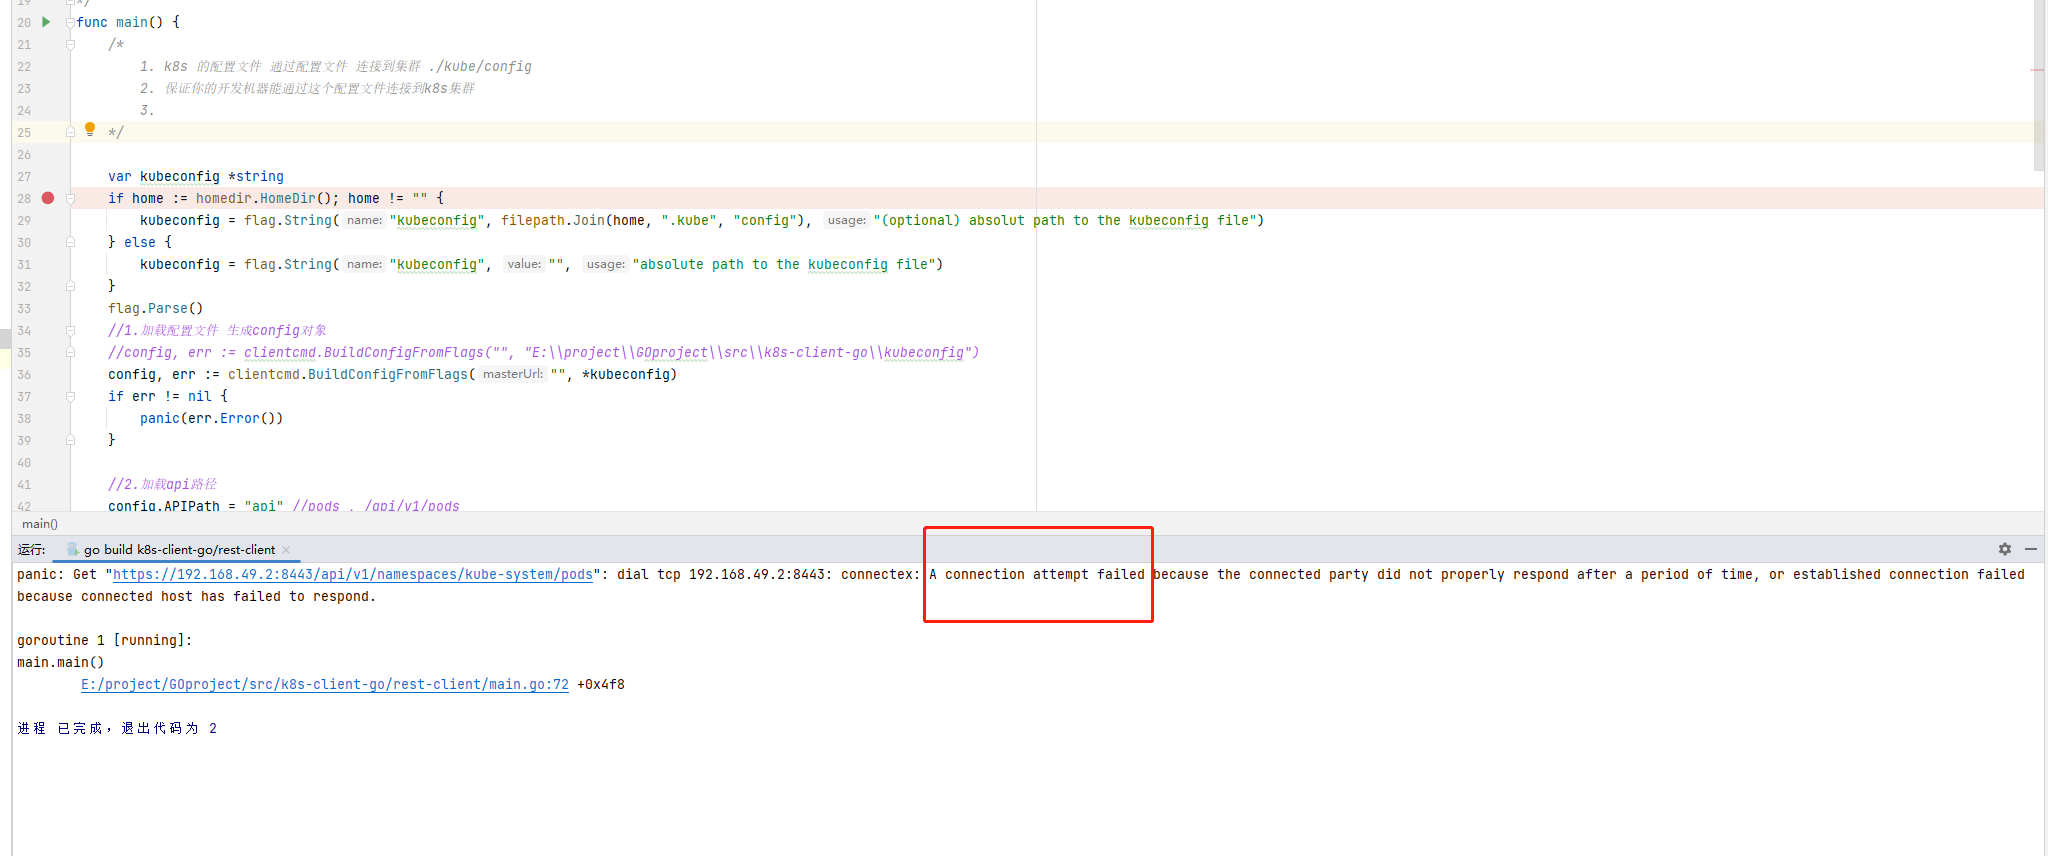 19 */
20 func main() {
21 /*
22 1. k8s 的配置文件 通过配置文件 连接到集群 ./kube/config
23 2. 保证你的开发机器能通过这个配置文件连接到k8s集群
24 3.
25 */
26
27 var kubeconfig *string
28 if home := homedir.HomeDir(); home != "" {
29 kubeconfig = flag.String( name: "kubeconfig", filepath.Join(home, ".kube", "config"), usage: "(optional) absolut path to the kubeconfig file")
30 } else {
31 kubeconfig = flag.String( name: "kubeconfig", value: "", usage: "absolute path to the kubeconfig file")
32 }
33 flag.Parse()
34 //1.加载配置文件 生成config对象
35 //config, err := clientcmd.BuildConfigFromFlags("", "E:\\project\\GOproject\\src\\k8s-client-go\\kubeconfig")
36 config, err := clientcmd.BuildConfigFromFlags( masterUrl: "", *kubeconfig)
37 if err != nil {
38 panic(err.Error())
39 }
40
41 //2.加载api路径
42 config.APIPath = "api" //pods , /api/v1/pods
main()
运行: go build k8s-client-go/rest-client
panic: Get "https://192.168.49.2:8443/api/v1/namespaces/kube-system/pods": dial tcp 192.168.49.2:8443: connectex: A connection attempt failed because the connected party did not properly respond after a period of time, or established connection failed
because connected host has failed to respond.
goroutine 1 [running]:
main.main()
E:/project/GOproject/src/k8s-client-go/rest-client/main.go:72 +0x4f8
进程 已完成，退出代码为 2